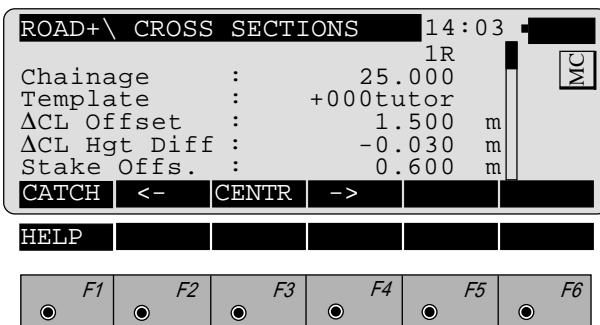 ROAD+\ CROSS SECTIONS 14:03
1R
MC
Chainage : 25.000
Template : +000tutor
ΔCL Offset : 1.500 m
ΔCL Hgt Diff : -0.030 m
Stake Offs. : 0.600 m
CATCH <- CENTR ->
HELP
F1 F2 F3 F4 F5 F6